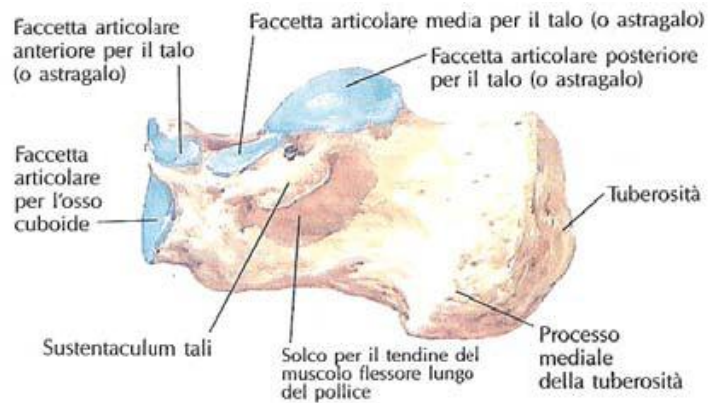 Faccetta articolare
anteriore per il talo
(o astragalo)
Faccetta articolare media per il talo (o astragalo)
Faccetta articolare posteriore
per il talo (o astragalo)
Faccetta
articolare
per l'osso
cuboide
Tuberosità
Sustentaculum tali
Solco per il tendine del
muscolo flessore lungo
del pollice
Processo
mediale
della tuberosità